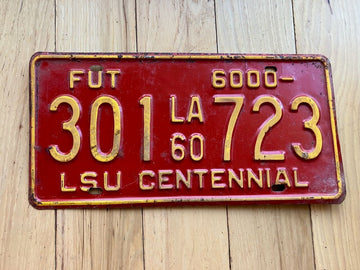 FUT 6000-
301 LA 60 723
LSU CENTENNIAL